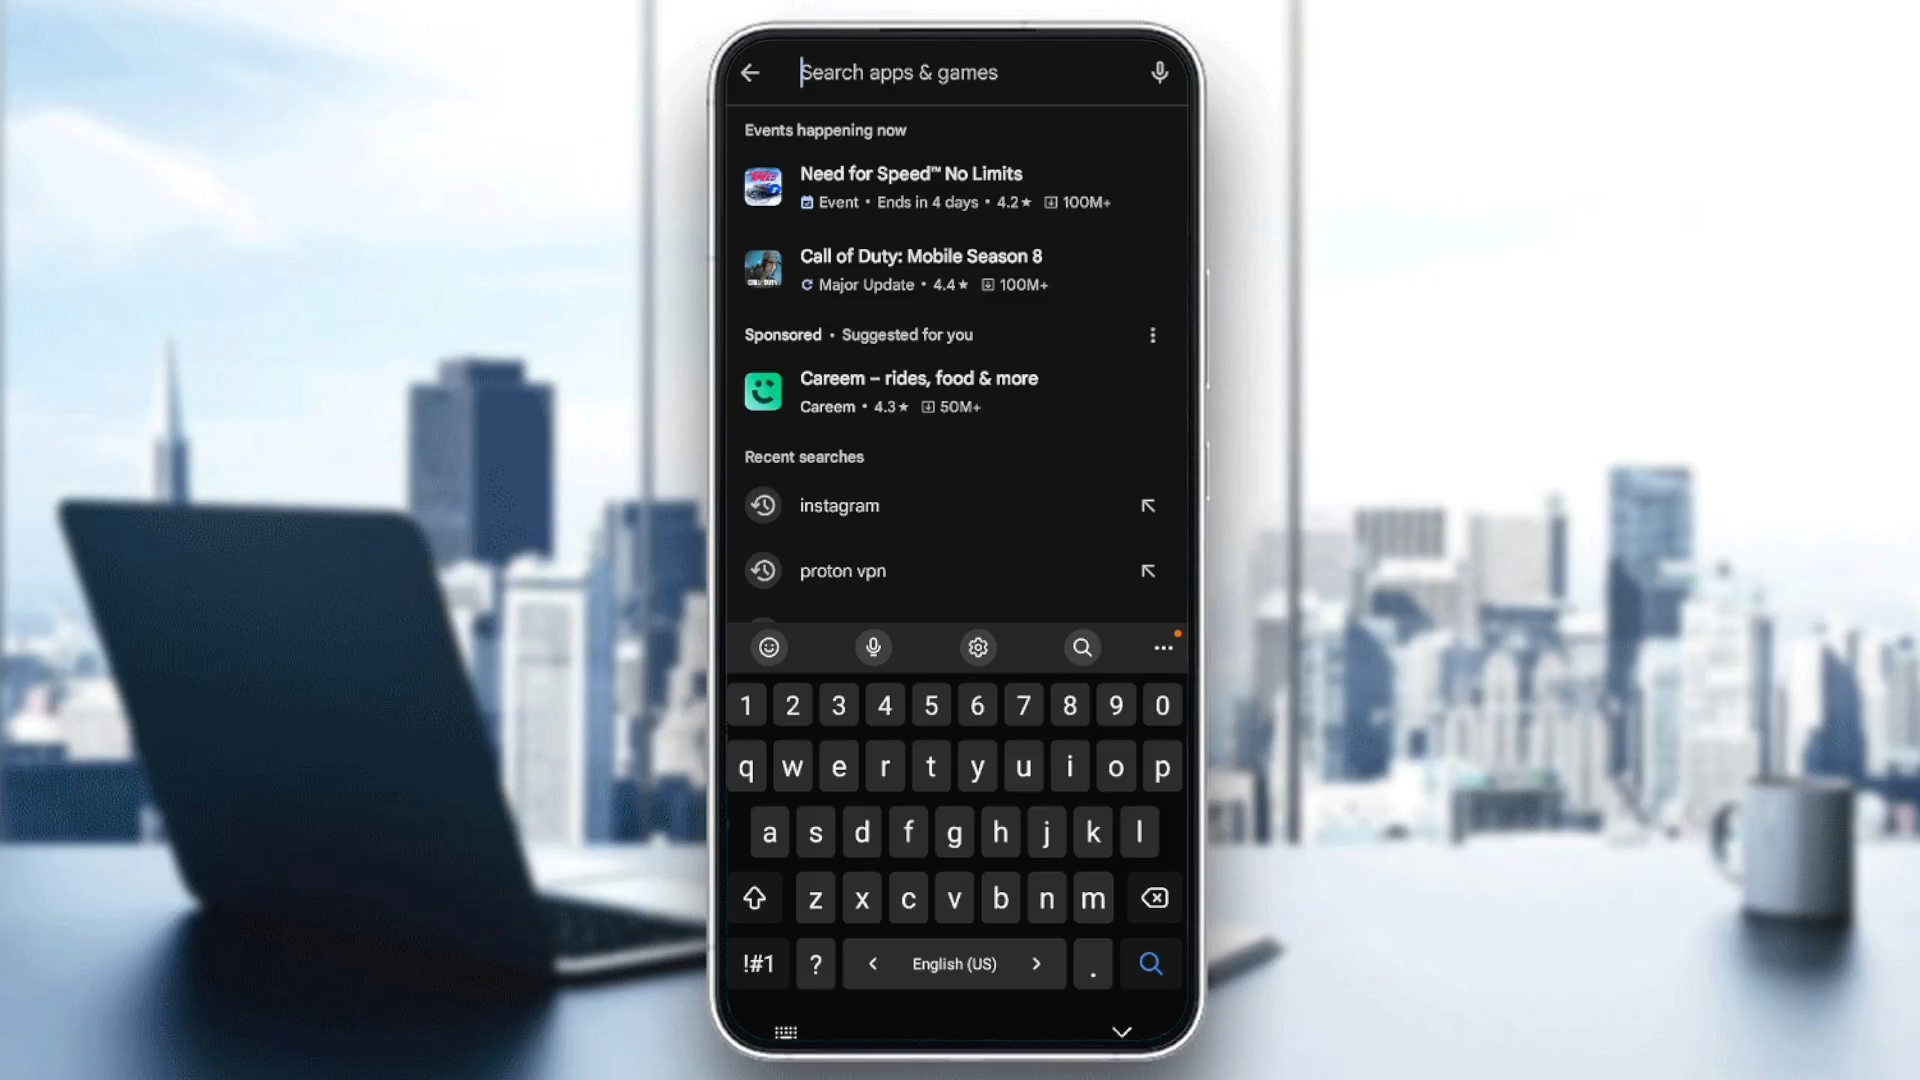 Search apps & games
Events happening now
Need for Speed™ No Limits
Event • Ends in 4 days • 4.2★ 100M+
Call of Duty: Mobile Season 8
Major Update • 4.4★ 100M+
Sponsored • Suggested for you
Careem – rides, food & more
Careem • 4.3★ 50M+
Recent searches
instagram
proton vpn
1 2 3 4 5 6 7 8 9 0
q w e r t y u i o p
a s d f g h j k l
z x c v b n m
!#1 ? < English (US) > .